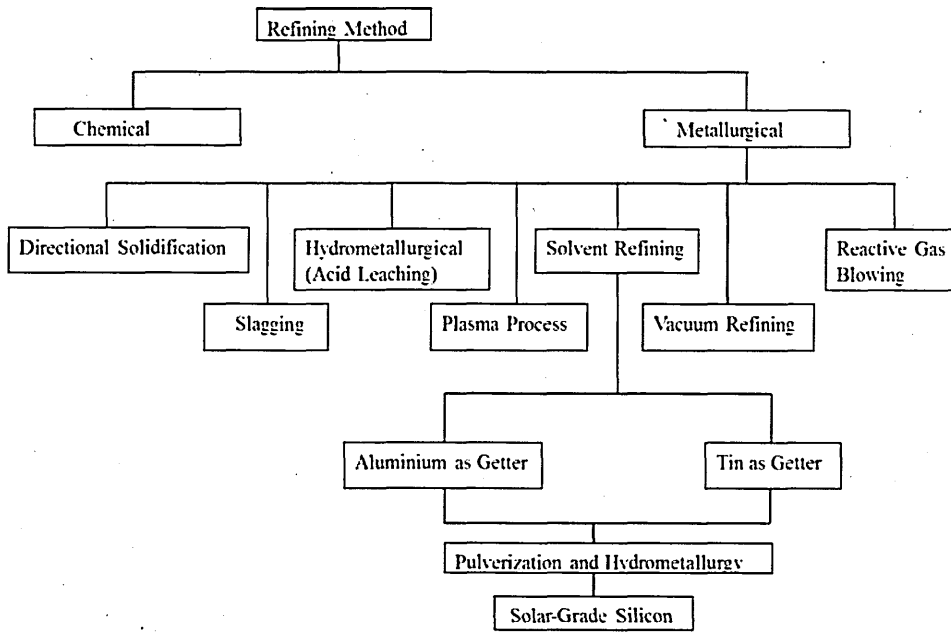 Refining Method
Chemical
Metallurgical
Directional Solidification
Hydrometallurgical
(Acid Leaching)
Solvent Refining
Reactive Gas
Blowing
Slagging
Plasma Process
Vacuum Refining
Aluminium as Getter
Tin as Getter
Pulverization and Hydrometallurgy
Solar-Grade Silicon